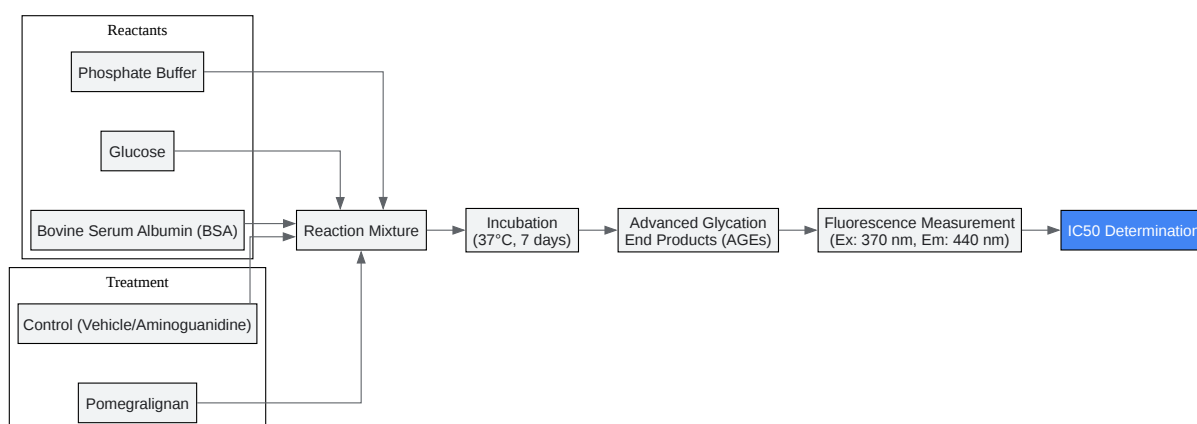 Reactants
Phosphate Buffer
Glucose
Bovine Serum Albumin (BSA)
Treatment
Control (Vehicle/Aminoguanidine)
Pomegralignan
Reaction Mixture
Incubation
(37°C, 7 days)
Advanced Glycation
End Products (AGEs)
Fluorescence Measurement
(Ex: 370 nm, Em: 440 nm)
IC50 Determination